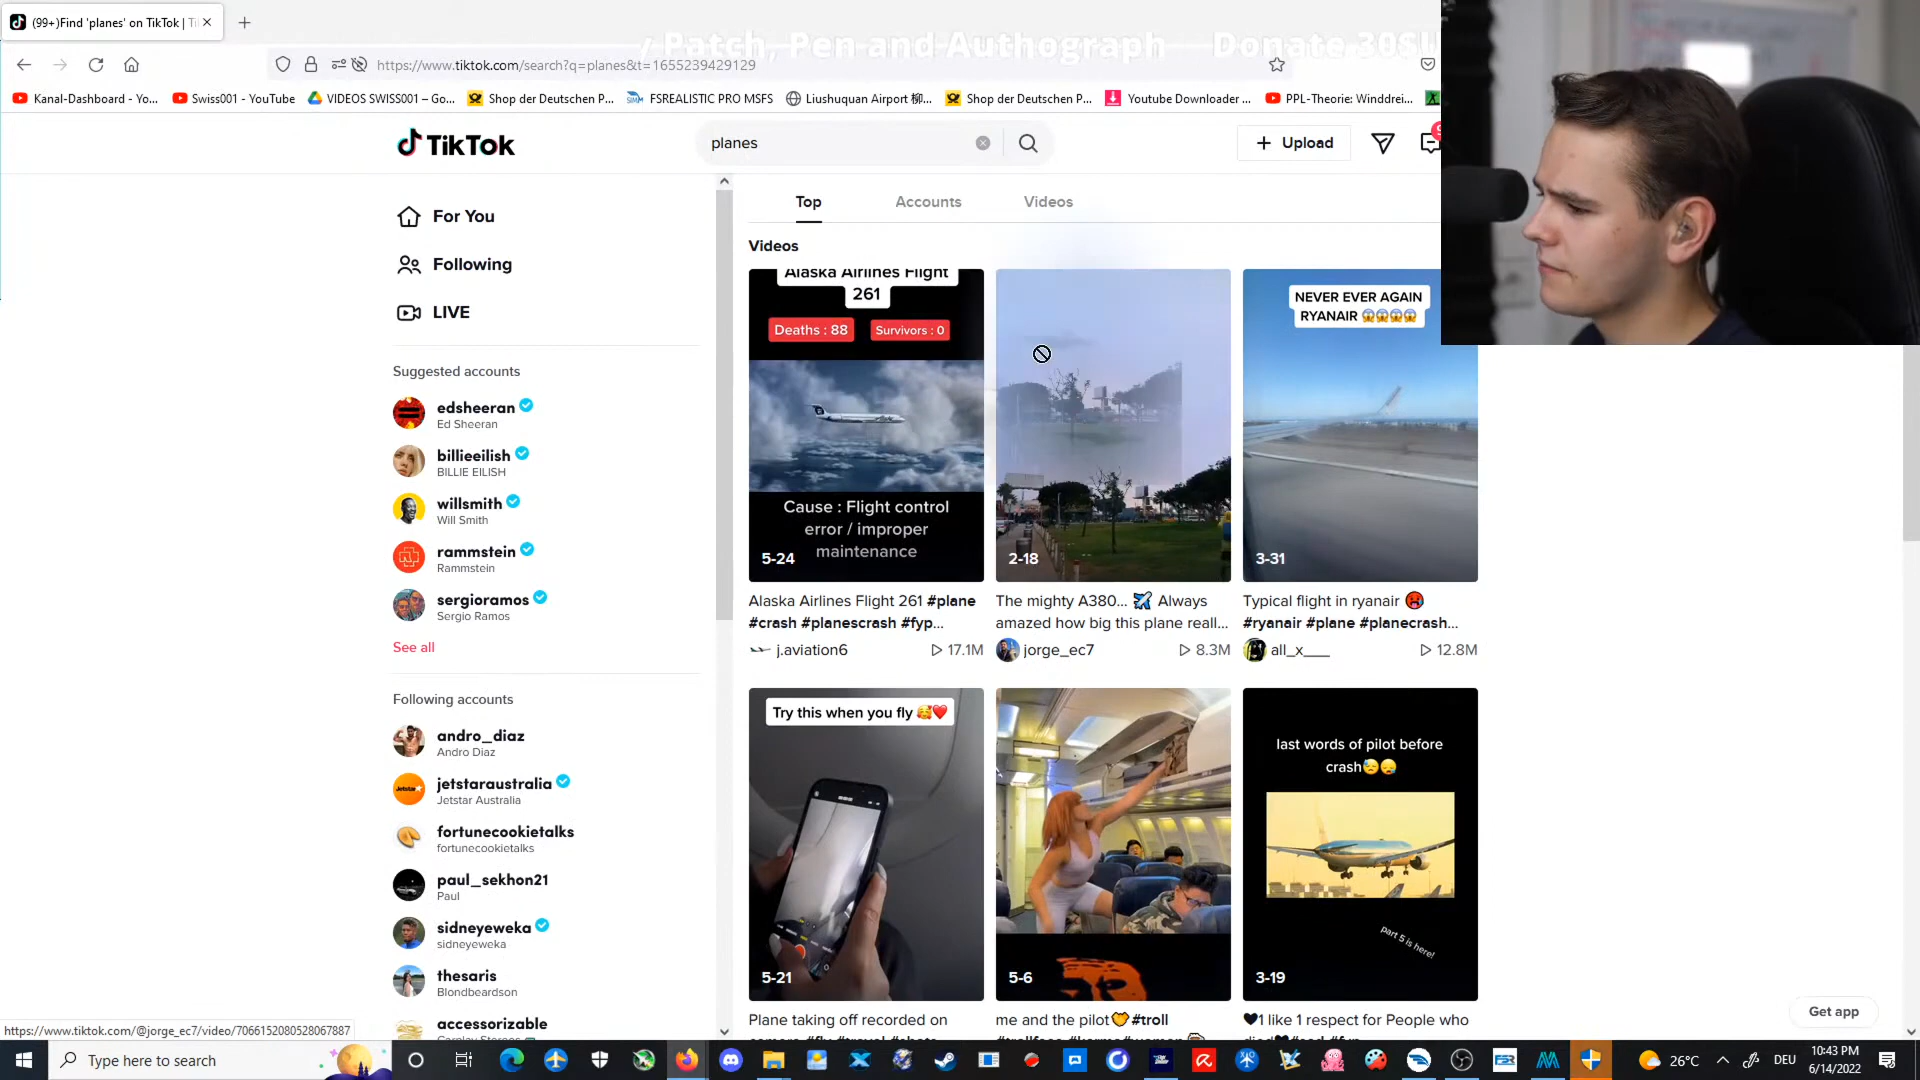 (99+)Find 'planes' on TikTok | Ti
Patch, Pen and Authograph Donate 30$U
https://www.tiktok.com/search?q=planes&t=1655239429129
Kanal-Dashboard - Yo...
Swiss001 - YouTube
VIDEOS SWISS001 – Go...
Shop der Deutschen P...
FSREALISTIC PRO MSFS
Liushuquan Airport 柳...
Shop der Deutschen P...
Youtube Downloader ...
PPL-Theorie: Winddrei...
TikTok
planes
Upload
For You
Following
LIVE
Suggested accounts
edsheeran
Ed Sheeran
billieeilish
BILLIE EILISH
willsmith
Will Smith
rammstein
Rammstein
sergioramos
Sergio Ramos
See all
Following accounts
andro_diaz
Andro Diaz
jetstaraustralia
Jetstar Australia
fortunecookietalks
fortunecookietalks
paul_sekhon21
Paul
sidneyeweka
sidneyeweka
thesaris
Blondbeardson
accessorizable
Top
Accounts
Videos
Videos
Alaska Airlines Flight
261
Deaths : 88
Survivors : 0
Cause : Flight control
error / improper
maintenance
5-24
Alaska Airlines Flight 261 #plane
#crash #planescrash #fyp...
j.aviation6
17.1M
2-18
The mighty A380... ✈️ Always
amazed how big this plane reall...
jorge_ec7
8.3M
NEVER EVER AGAIN
RYANAIR 😱😱😱😱
3-31
Typical flight in ryanair 🤬
#ryanair #plane #planecrash...
all_x___
12.8M
Try this when you fly 🥰❤️
5-21
Plane taking off recorded on
5-6
me and the pilot💛#troll
last words of pilot before
crash😓😪
part 5 is here!
3-19
🖤1 like 1 respect for People who
Get app
https://www.tiktok.com/@jorge_ec7/video/7066152080528067887
Type here to search
26°C
DEU
10:43 PM
6/14/2022